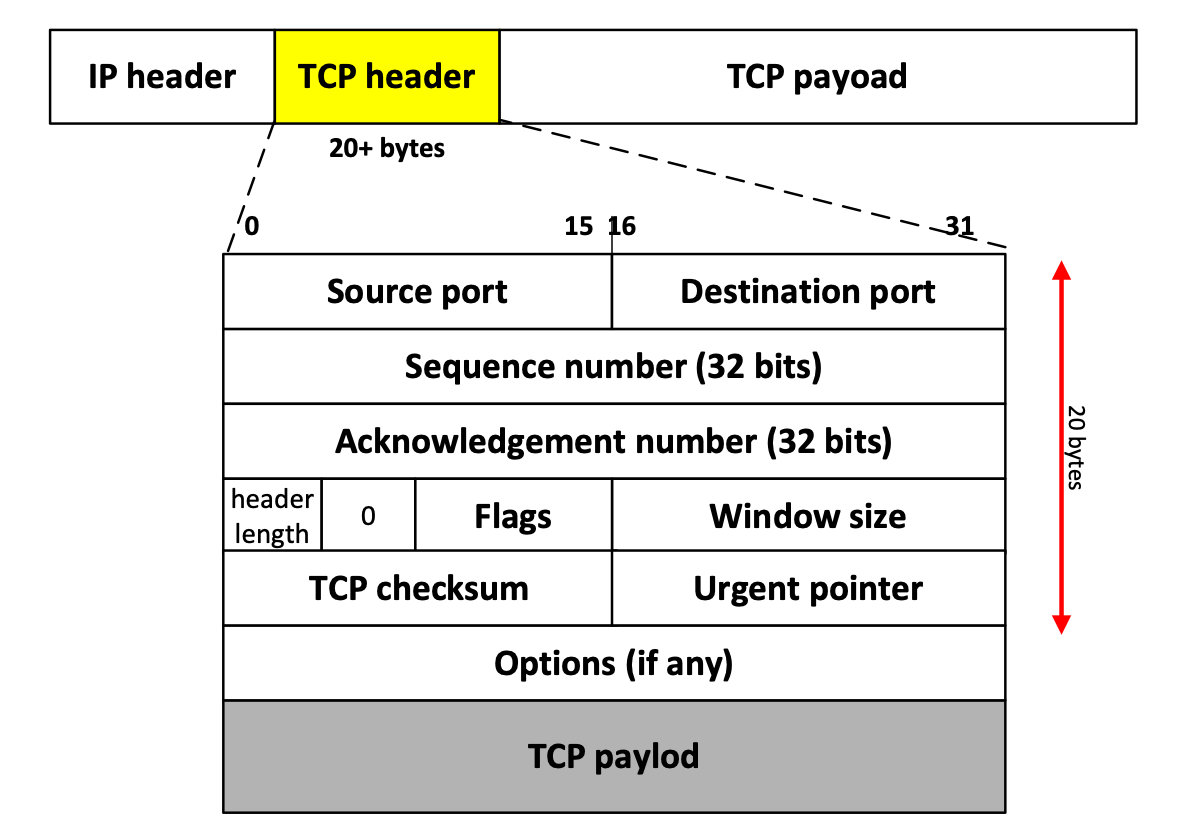 IP header
TCP header
TCP payoad
20+ bytes
0
15
16
31
Source port
Destination port
Sequence number (32 bits)
Acknowledgement number (32 bits)
header
length
0
Flags
Window size
TCP checksum
Urgent pointer
Options (if any)
TCP paylod
20 bytes